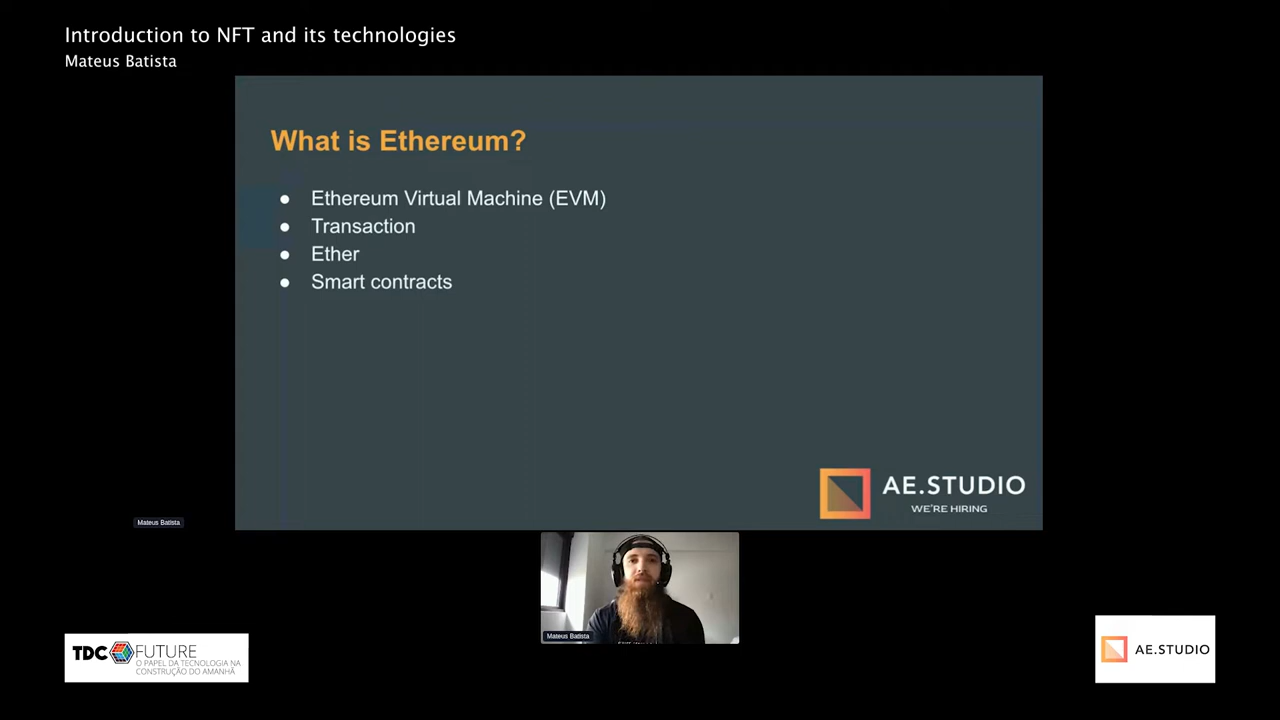 Introduction to NFT and its technologies
Mateus Batista
What is Ethereum?
● Ethereum Virtual Machine (EVM)
● Transaction
● Ether
● Smart contracts
AE.STUDIO
WE'RE HIRING
Mateus Batista
Mateus Batista
TDC FUTURE
O PAPEL DA TECNOLOGIA NA
CONSTRUÇÃO DO AMANHÃ
AE.STUDIO